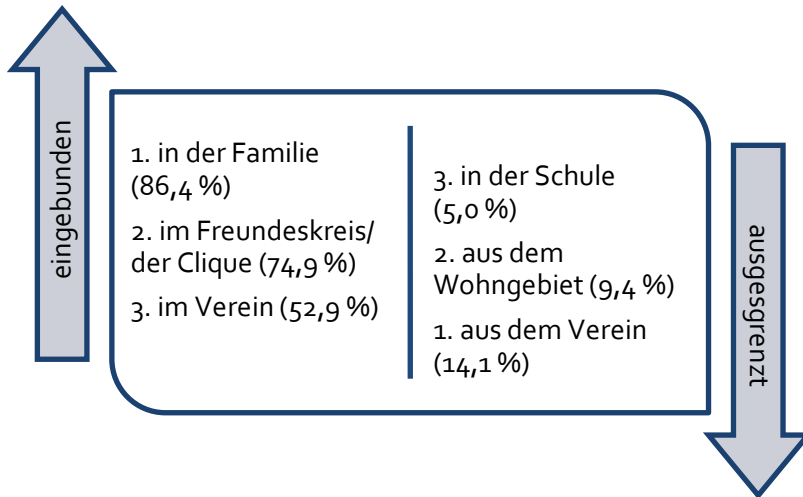 eingebunden
1. in der Familie
(86,4 %)
2. im Freundeskreis/
der Clique (74,9 %)
3. im Verein (52,9 %)
3. in der Schule
(5,0 %)
2. aus dem
Wohngebiet (9,4 %)
1. aus dem Verein
(14,1 %)
ausgesgrenzt